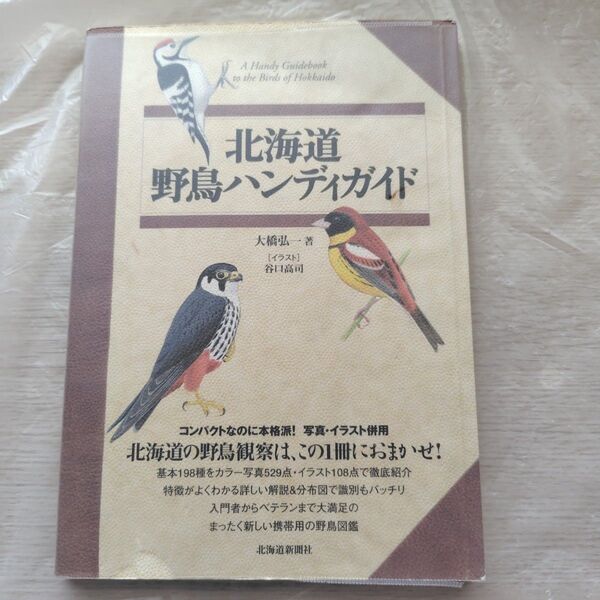 A Handy Guidebook
to the Birds of Hokkaido
北海道
野鳥ハンディガイド
大橋弘一 著
［イラスト］
谷口高司
コンパクトなのに本格派! 写真・イラスト併用
北海道の野鳥観察は、この1冊におまかせ!
基本198種をカラー写真529点・イラスト108点で徹底紹介
特徴がよくわかる詳しい解説&分布図で識別もバッチリ
入門者からベテランまで大満足の
まったく新しい携帯用の野鳥図鑑
北海道新聞社